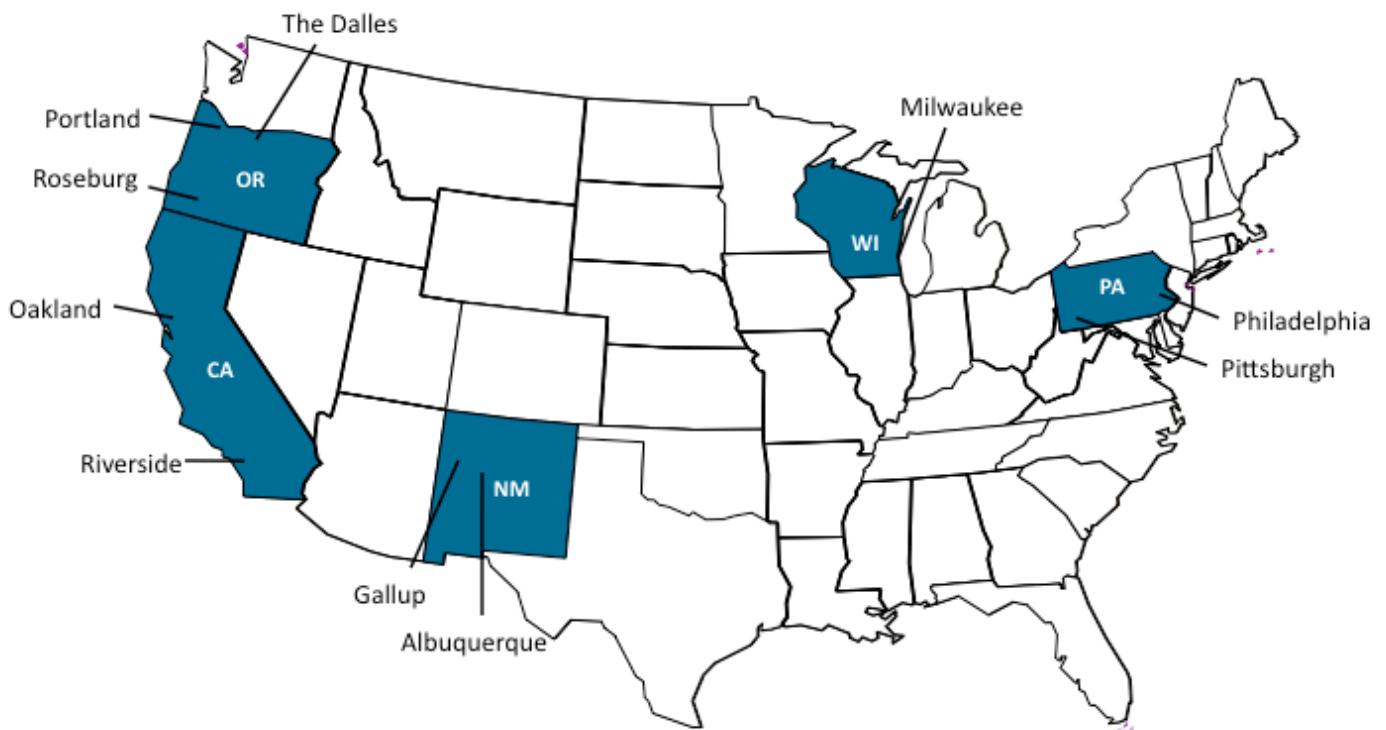 The Dalles
Portland
Milwaukee
Roseburg
OR
WI
PA
Oakland
Philadelphia
CA
Pittsburgh
Riverside
NM
Gallup
Albuquerque